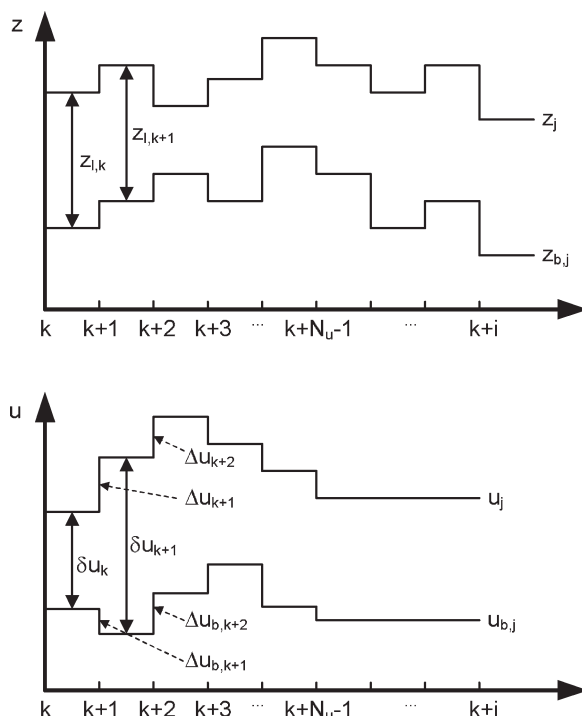 z
z_{l,k}
z_{l,k+1}
z_j
z_{b,j}
k k+1 k+2 k+3 ... k+N_u-1 ... k+i
u
Δu_{k+2}
Δu_{k+1}
u_j
δu_k
δu_{k+1}
Δu_{b,k+2}
u_{b,j}
Δu_{b,k+1}
k k+1 k+2 k+3 ... k+N_u-1 ... k+i